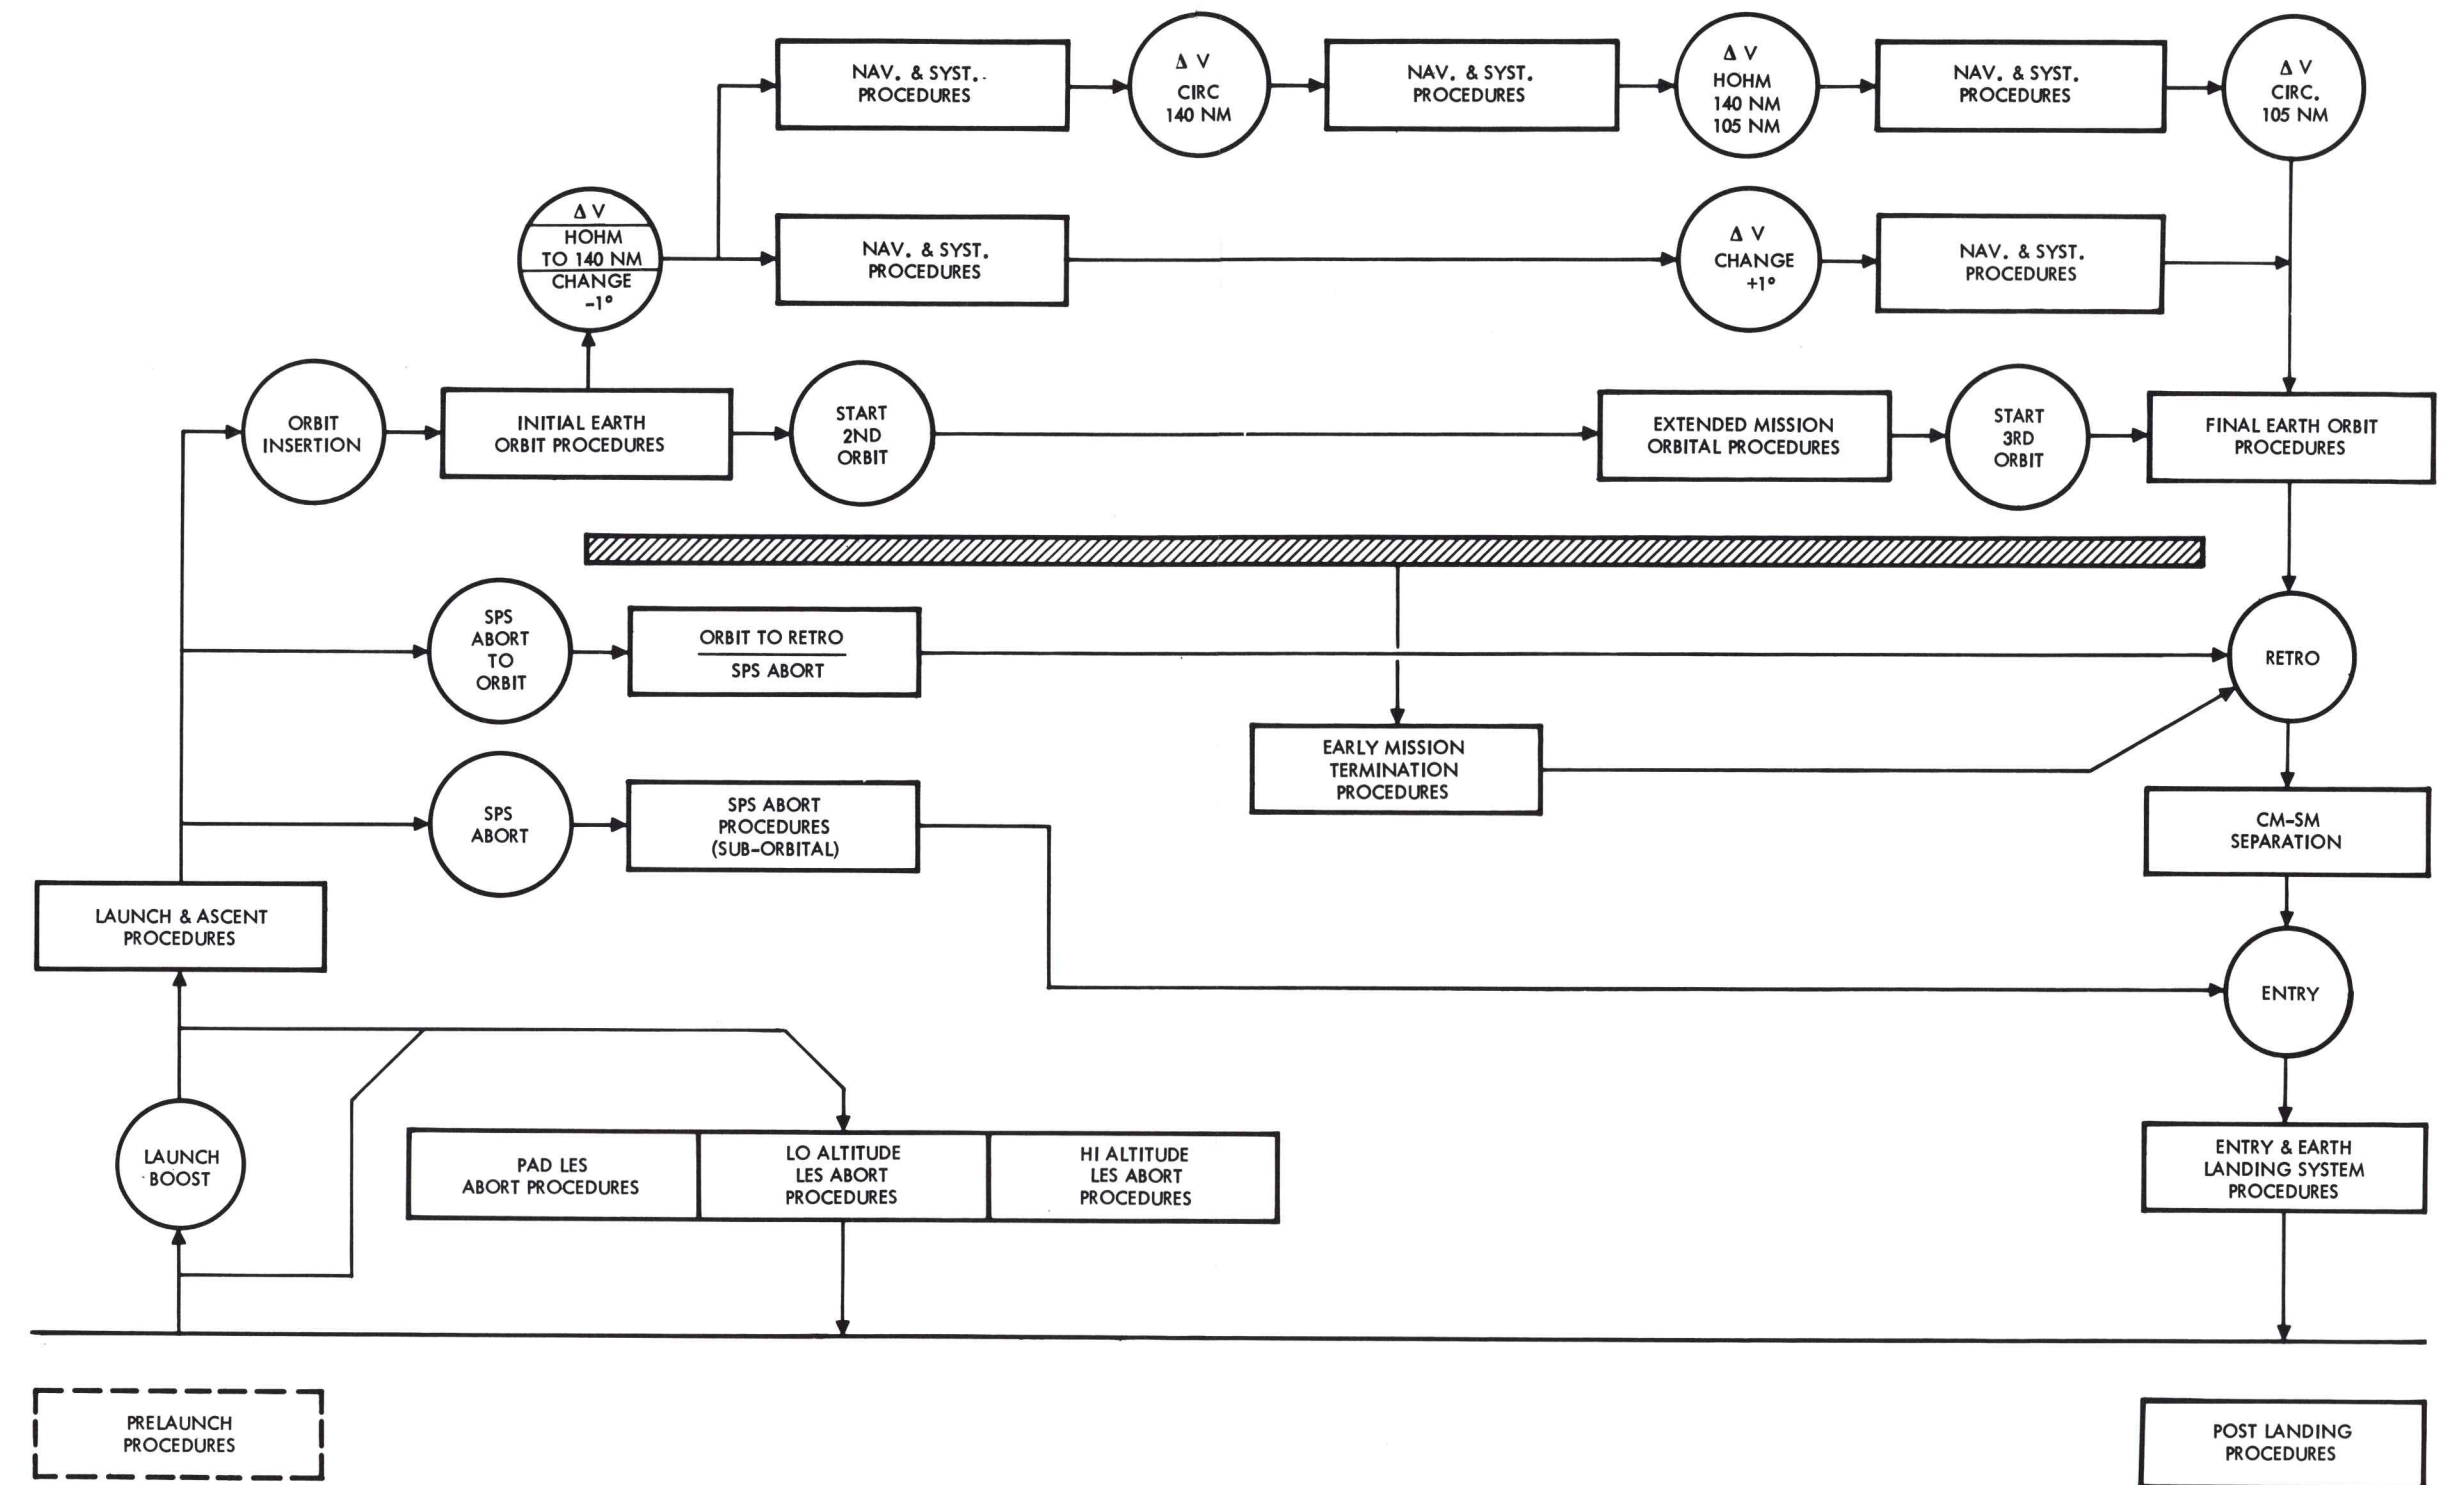 NAV. & SYST.
PROCEDURES
Δ V
CIRC
140 NM
NAV. & SYST.
PROCEDURES
Δ V
HOHM
140 NM
105 NM
NAV. & SYST.
PROCEDURES
Δ V
CIRC.
105 NM
Δ V
HOHM
TO 140 NM
CHANGE
-1°
NAV. & SYST.
PROCEDURES
Δ V
CHANGE
+1°
NAV. & SYST.
PROCEDURES
ORBIT
INSERTION
INITIAL EARTH
ORBIT PROCEDURES
START
2ND
ORBIT
EXTENDED MISSION
ORBITAL PROCEDURES
START
3RD
ORBIT
FINAL EARTH ORBIT
PROCEDURES
SPS
ABORT
TO
ORBIT
ORBIT TO RETRO
SPS ABORT
RETRO
EARLY MISSION
TERMINATION
PROCEDURES
SPS
ABORT
SPS ABORT
PROCEDURES
(SUB-ORBITAL)
CM-SM
SEPARATION
LAUNCH & ASCENT
PROCEDURES
ENTRY
LAUNCH
BOOST
PAD LES
ABORT PROCEDURES
LO ALTITUDE
LES ABORT
PROCEDURES
HI ALTITUDE
LES ABORT
PROCEDURES
ENTRY & EARTH
LANDING SYSTEM
PROCEDURES
PRELAUNCH
PROCEDURES
POST LANDING
PROCEDURES